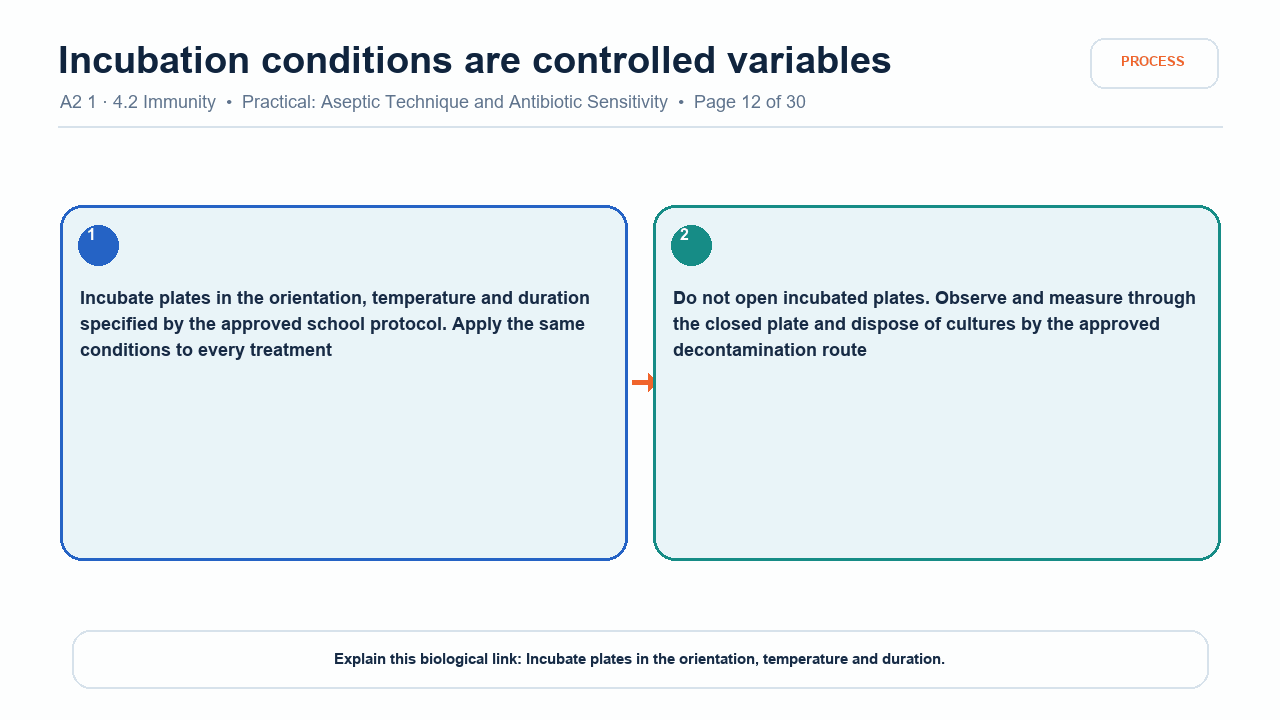 Incubation conditions are controlled variables
PROCESS
A2 1 · 4.2 Immunity • Practical: Aseptic Technique and Antibiotic Sensitivity • Page 12 of 30
1
Incubate plates in the orientation, temperature and duration
specified by the approved school protocol. Apply the same
conditions to every treatment
2
Do not open incubated plates. Observe and measure through
the closed plate and dispose of cultures by the approved
decontamination route
Explain this biological link: Incubate plates in the orientation, temperature and duration.